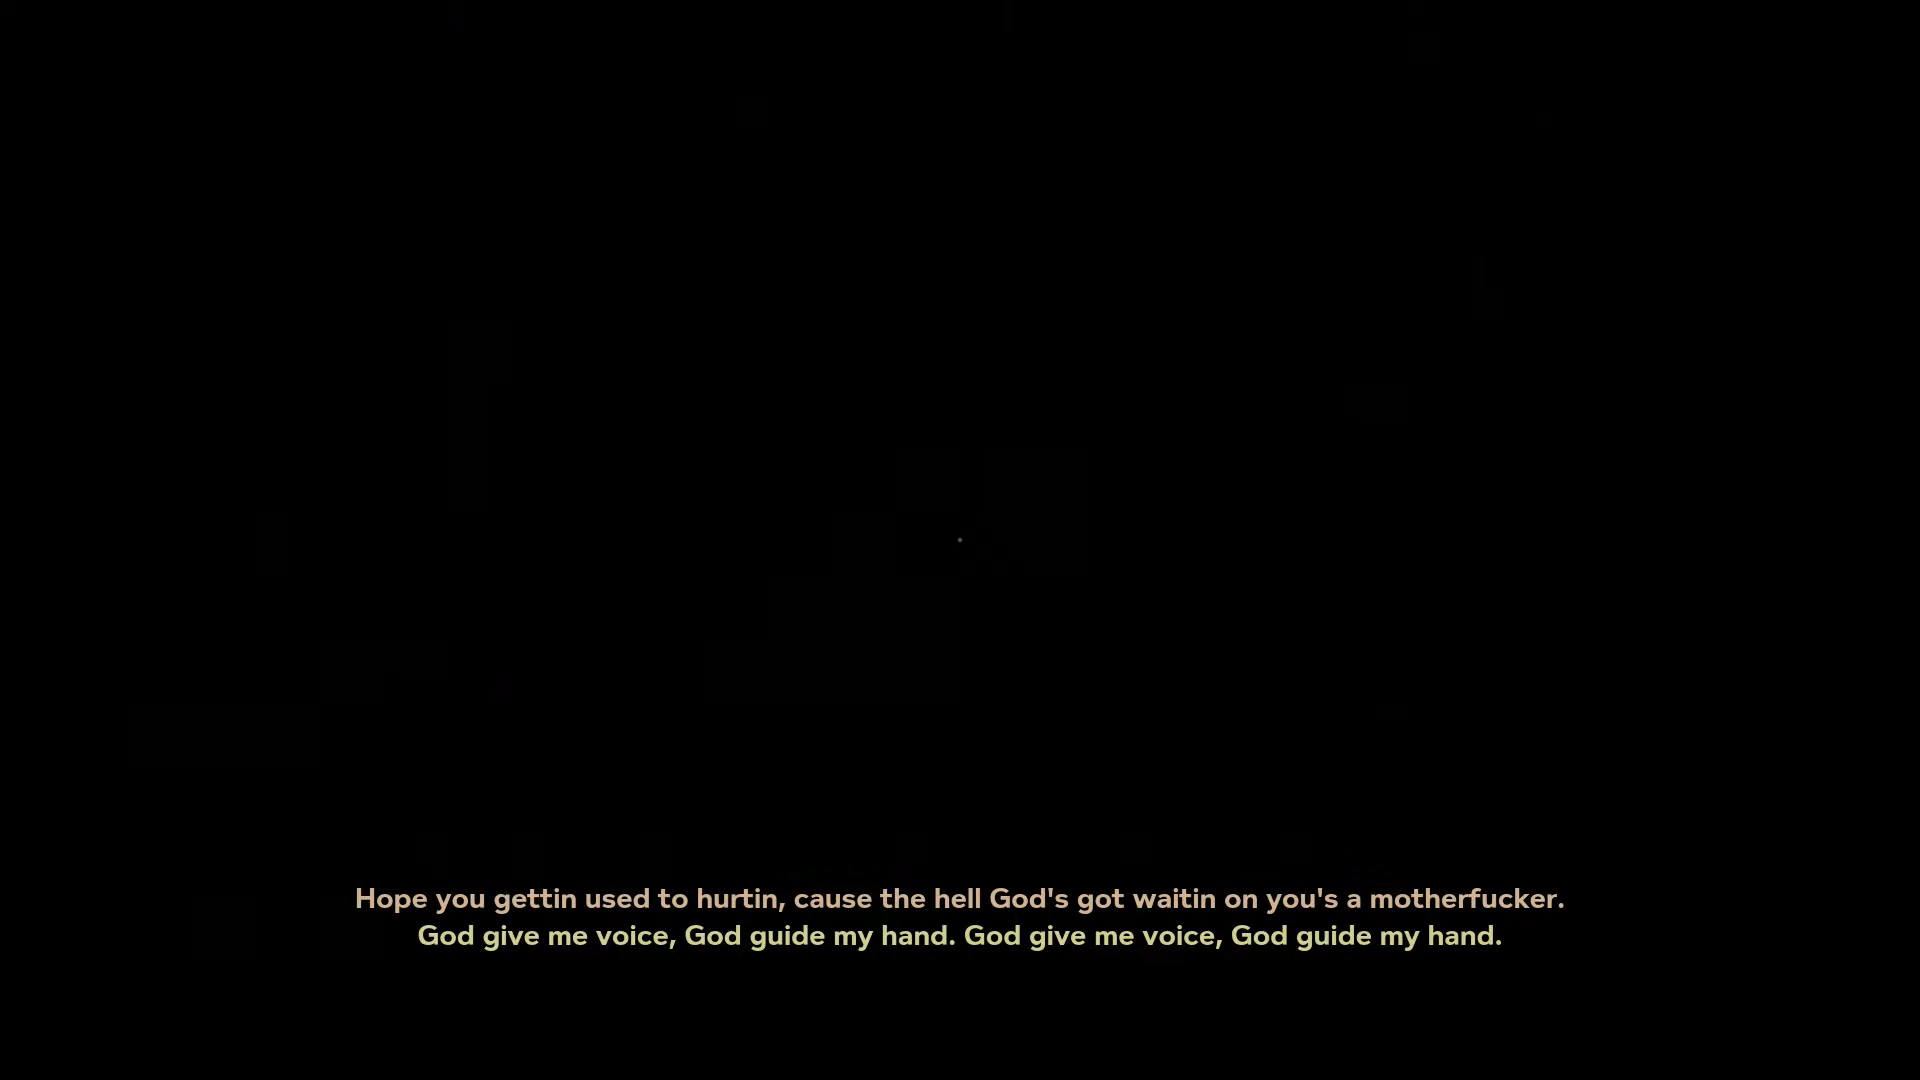 Hope you gettin used to hurtin, cause the hell God's got waitin on you's a motherfucker.
God give me voice, God guide my hand. God give me voice, God guide my hand.